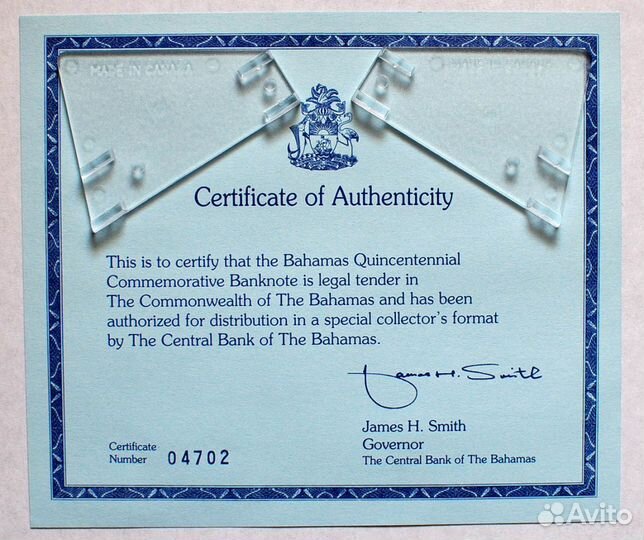 MADE IN CANADA
MADE IN CANADA
Certificate of Authenticity
This is to certify that the Bahamas Quincentennial
Commemorative Banknote is legal tender in
The Commonwealth of The Bahamas and has been
authorized for distribution in a special collector's format
by The Central Bank of The Bahamas.
James H. Smith
James H. Smith
Governor
The Central Bank of The Bahamas
Certificate
Number 04702
Avito